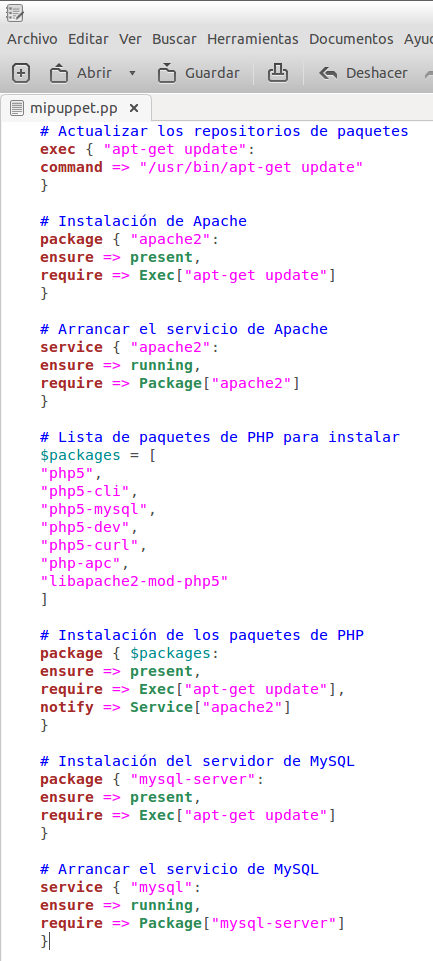 Archivo Editar Ver Buscar Herramientas Documentos Ayu
Abrir Guardar Deshacer
mipuppet.pp
# Actualizar los repositorios de paquetes
exec { "apt-get update":
command => "/usr/bin/apt-get update"
}
# Instalación de Apache
package { "apache2":
ensure => present,
require => Exec["apt-get update"]
}
# Arrancar el servicio de Apache
service { "apache2":
ensure => running,
require => Package["apache2"]
}
# Lista de paquetes de PHP para instalar
$packages = [
"php5",
"php5-cli",
"php5-mysql",
"php5-dev",
"php5-curl",
"php-apc",
"libapache2-mod-php5"
]
# Instalación de los paquetes de PHP
package { $packages:
ensure => present,
require => Exec["apt-get update"],
notify => Service["apache2"]
}
# Instalación del servidor de MySQL
package { "mysql-server":
ensure => present,
require => Exec["apt-get update"]
}
# Arrancar el servicio de MySQL
service { "mysql":
ensure => running,
require => Package["mysql-server"]
}